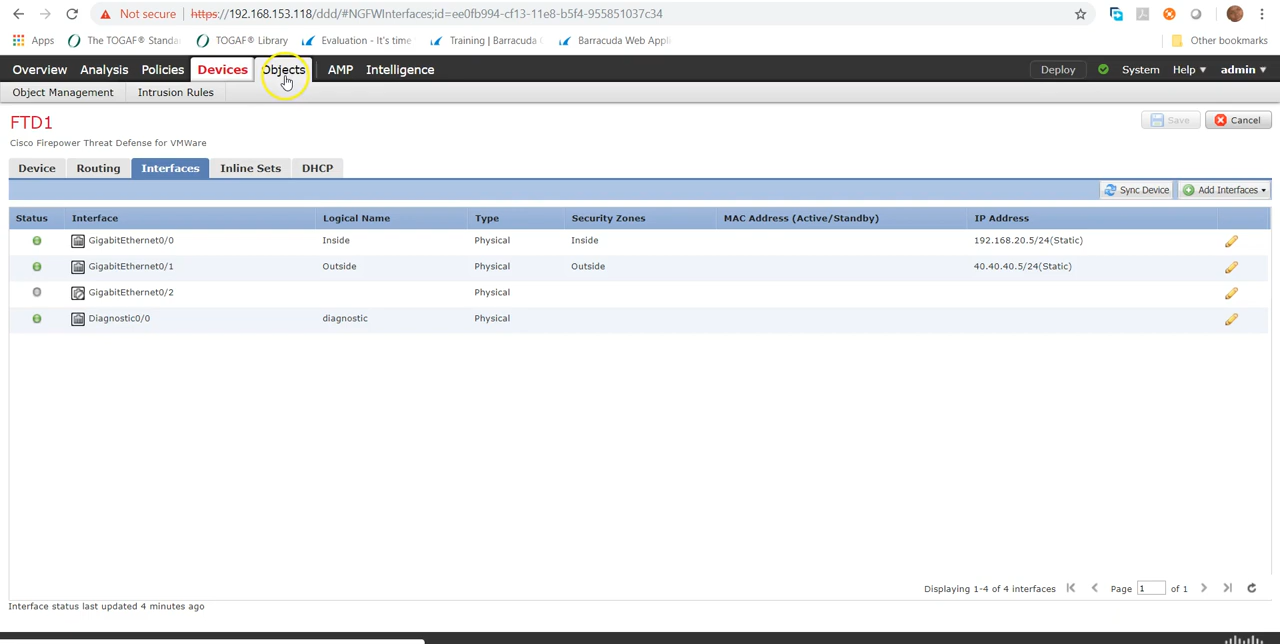 Not secure https://192.168.153.118/ddd/#NGFWInterfaces;id=ee0fb994-cf13-11e8-b5f4-955851037c34
Apps The TOGAF® Standa TOGAF® Library Evaluation - It's time Training | Barracuda Barracuda Web Appli Other bookmarks
Overview Analysis Policies Devices Objects AMP Intelligence Deploy System Help admin
Object Management Intrusion Rules
FTD1 Save Cancel
Cisco Firepower Threat Defense for VMWare
Device Routing Interfaces Inline Sets DHCP
Sync Device Add Interfaces
Status Interface Logical Name Type Security Zones MAC Address (Active/Standby) IP Address
GigabitEthernet0/0 Inside Physical Inside 192.168.20.5/24(Static)
GigabitEthernet0/1 Outside Physical Outside 40.40.40.5/24(Static)
GigabitEthernet0/2 Physical
Diagnostic0/0 diagnostic Physical
Displaying 1-4 of 4 interfaces Page 1 of 1
Interface status last updated 4 minutes ago